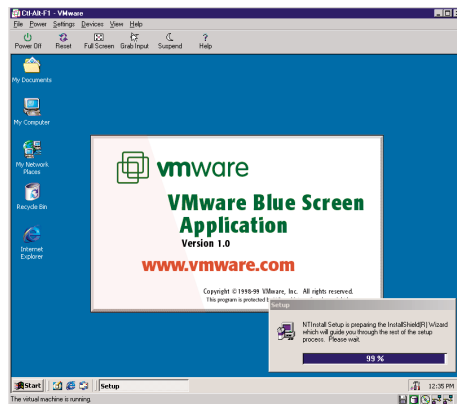 Ctl-Alt-F1 - VMware
File Power Settings Devices View Help
Power Off Reset Full Screen Grab Input Suspend Help
My Documents
My Computer
My Network
Places
Recycle Bin
Internet
Explorer
vmware
VMware Blue Screen
Application
Version 1.0
www.vmware.com
Copyright © 1998-99 VMware, Inc. All rights reserved.
This program is protected b
Setup
NTInstall Setup is preparing the InstallShield(R) Wizard
which will guide you through the rest of the setup
process. Please wait.
99 %
Start Setup 12:35 PM
The virtual machine is running.